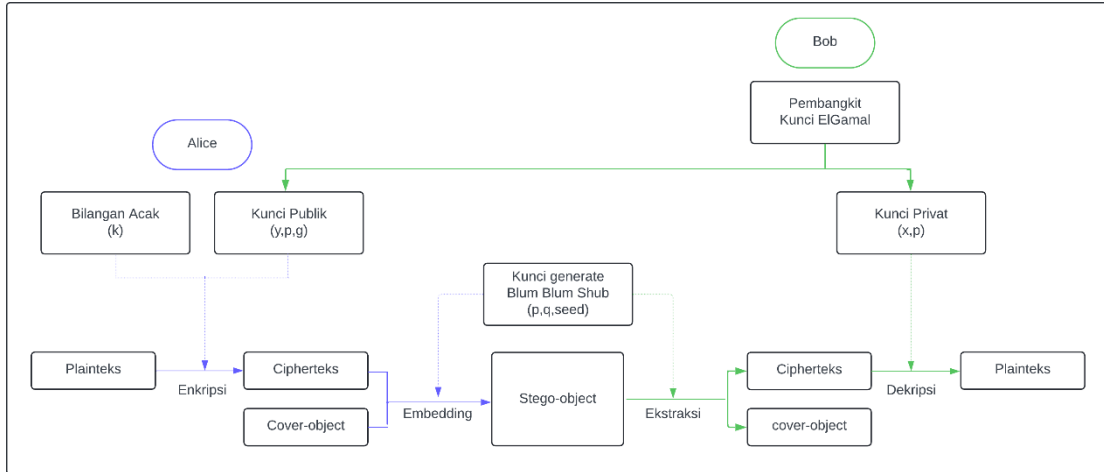 Bob
Pembangkit
Kunci ElGamal
Alice
Bilangan Acak
(k)
Kunci Publik
(y,p,g)
Kunci Privat
(x,p)
Kunci generate
Blum Blum Shub
(p,q,seed)
Plainteks
Enkripsi
Cipherteks
Cover-object
Embedding
Stego-object
Ekstraksi
Cipherteks
cover-object
Dekripsi
Plainteks